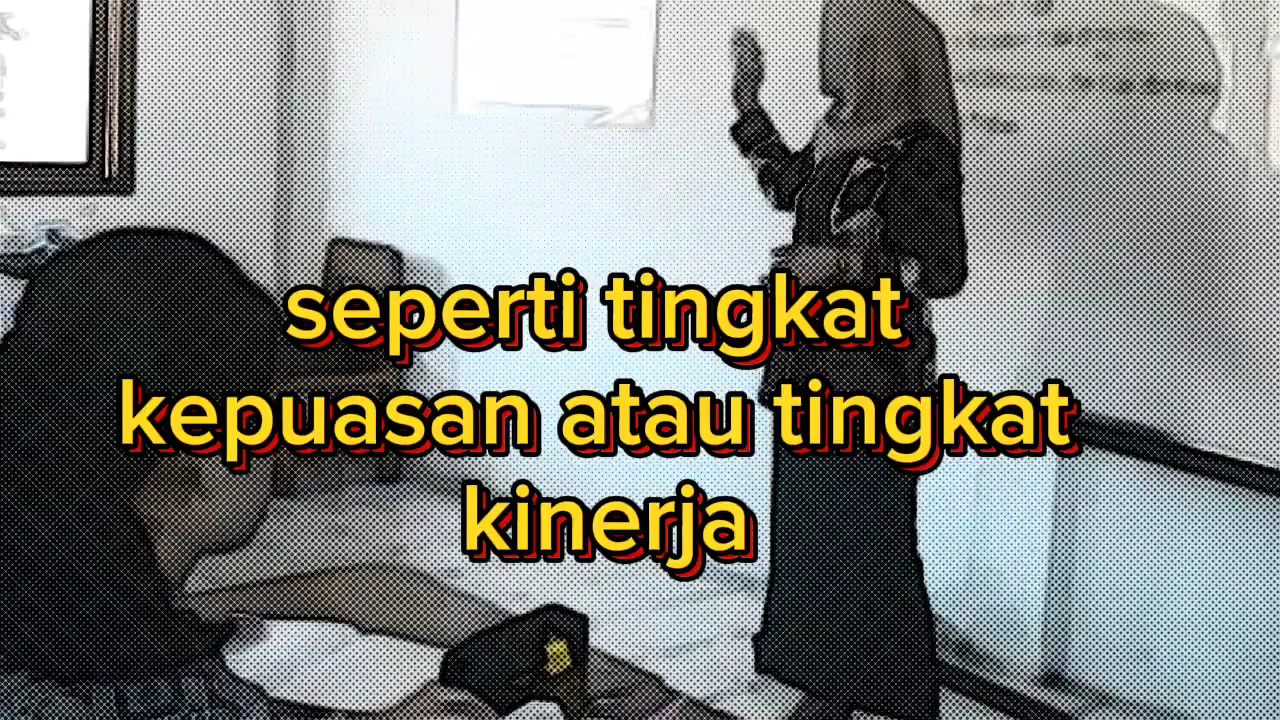 seperti tingkat
kepuasan atau tingkat
kinerja